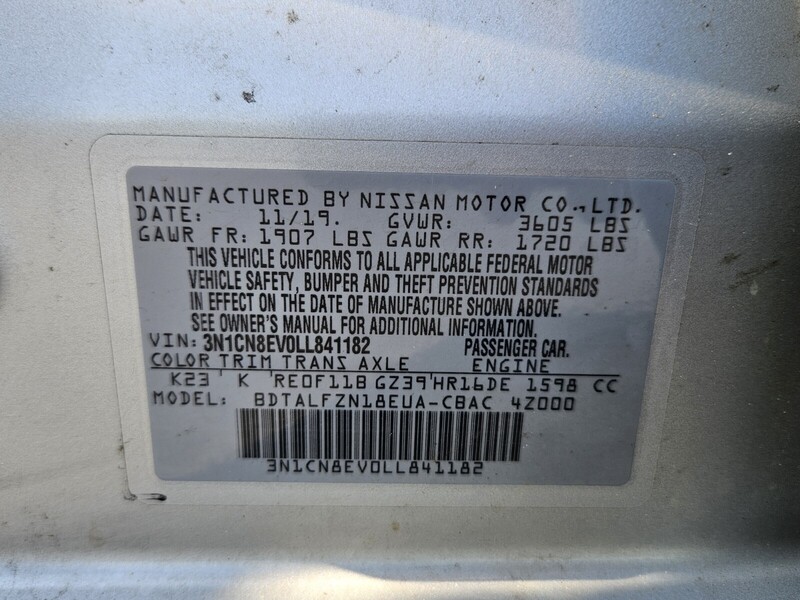 MANUFACTURED BY NISSAN MOTOR CO., LTD.
DATE: 11/19. GVWR: 3605 LBS
GAWR FR: 1907 LBS GAWR RR: 1720 LBS
THIS VEHICLE CONFORMS TO ALL APPLICABLE FEDERAL MOTOR
VEHICLE SAFETY, BUMPER AND THEFT PREVENTION STANDARDS
IN EFFECT ON THE DATE OF MANUFACTURE SHOWN ABOVE.
SEE OWNER'S MANUAL FOR ADDITIONAL INFORMATION
VIN: 3N1CN8EV0LL841182 PASSENGER CAR.
COLOR TRIM TRANS AXLE ENGINE
K23 ' K 'RE0F11B GZ39'HR16DE 1598 CC
MODEL: BDTALFZN18EUA-CBAC 4Z000
3N1CN8EV0LL841182